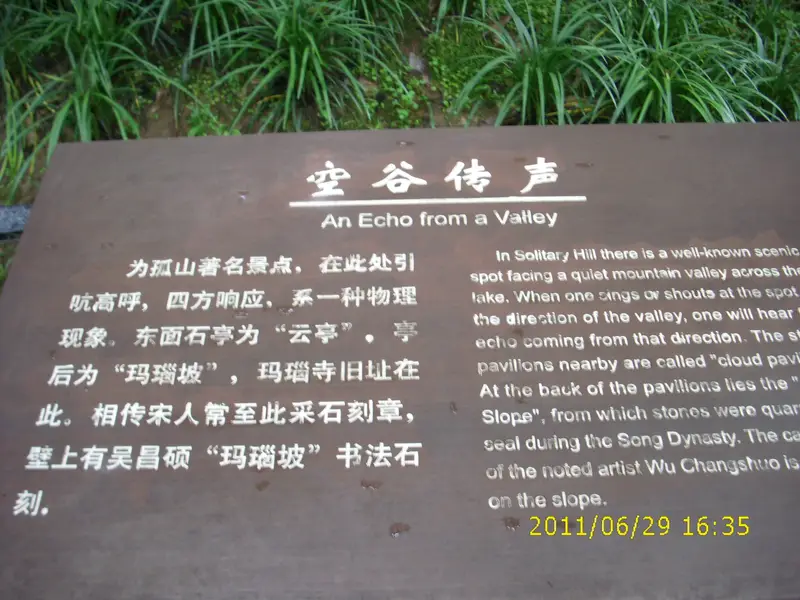 空谷传声
An Echo from a Valley
为孤山著名景点，在此处引
吭高呼，四方响应，系一种物理
现象。东面石亭为“云亭”。亭
后为“玛瑙坡”，玛瑙寺旧址在
此。相传宋人常至此采石刻章，
壁上有吴昌硕“玛瑙坡”书法石
刻。
In Solitary Hill there is a well-known scenic
spot facing a quiet mountain valley across the
lake. When one sings or shouts at the spot
the direction of the valley, one will hear
echo coming from that direction. The
pavilions nearby are called "cloud
At the back of the pavilions lies the "
Slope", from which stones were
seal during the Song Dynasty. The
of the noted artist Wu Changshuo is
on the slope.
2011/06/29 16:35